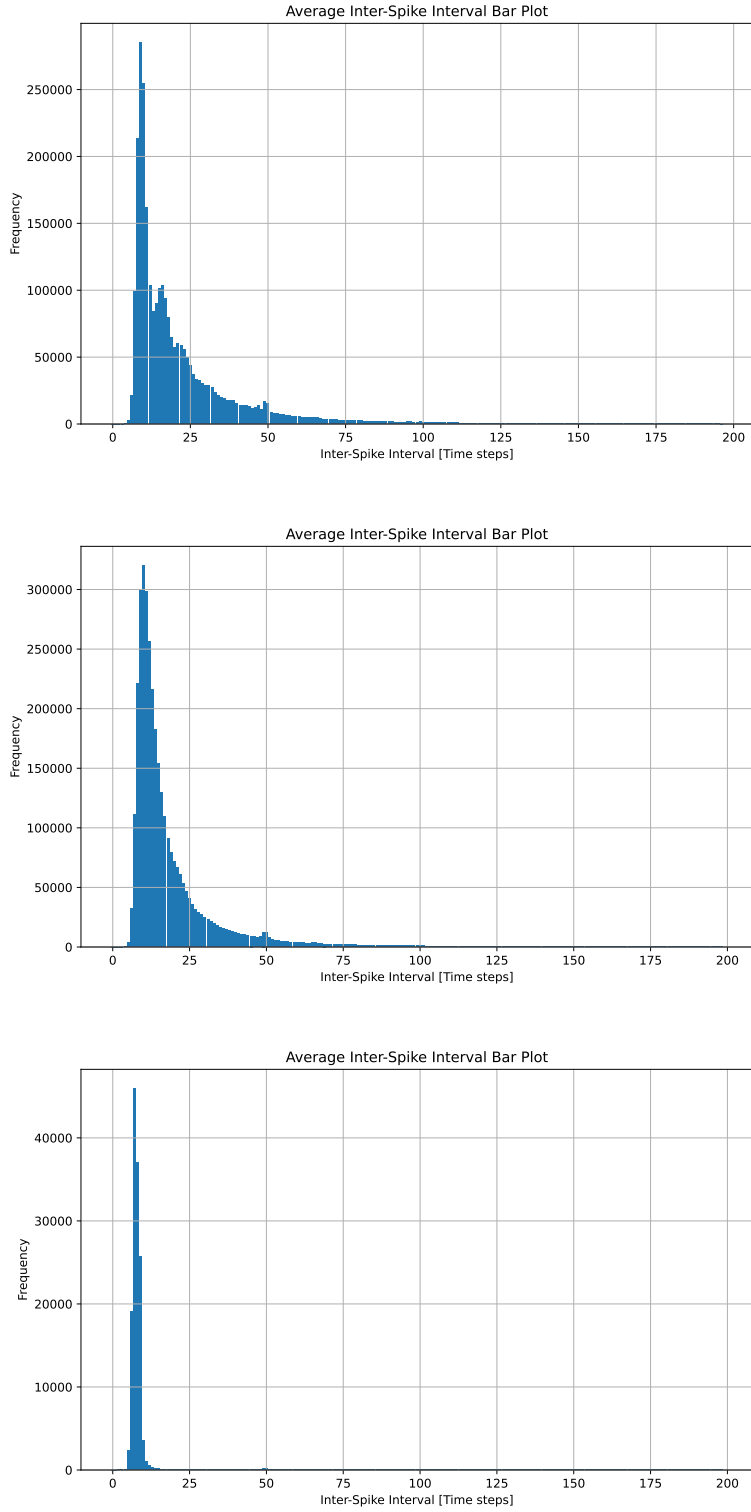 Average Inter-Spike Interval Bar Plot
250000
200000
150000
100000
50000
0
Frequency
0 25 50 75 100 125 150 175 200
Inter-Spike Interval [Time steps]
Average Inter-Spike Interval Bar Plot
300000
250000
200000
150000
100000
50000
0
Frequency
0 25 50 75 100 125 150 175 200
Inter-Spike Interval [Time steps]
Average Inter-Spike Interval Bar Plot
40000
30000
20000
10000
0
Frequency
0 25 50 75 100 125 150 175 200
Inter-Spike Interval [Time steps]